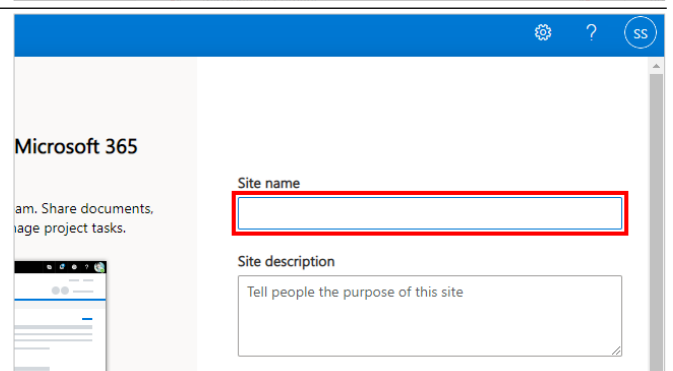 ?
SS
Microsoft 365
Site name
am. Share documents,
nage project tasks.
Site description
Tell people the purpose of this site